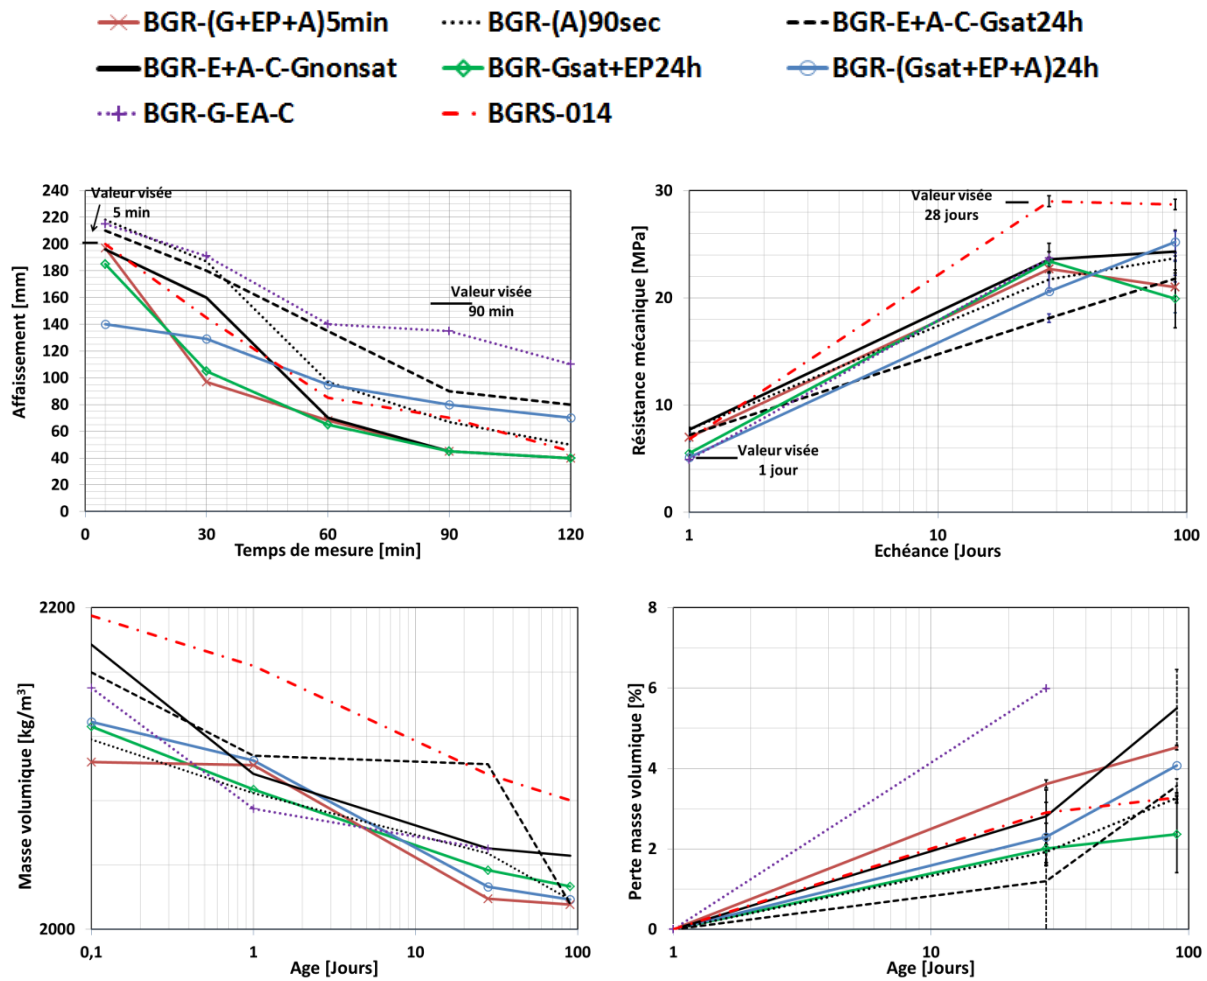 BGR-(G+EP+A)5min
BGR-(A)90sec
BGR-E+A-C-Gsat24h
BGR-E+A-C-Gnonsat
BGR-Gsat+EP24h
BGR-(Gsat+EP+A)24h
BGR-G-EA-C
BGRS-014
Affaissement [mm]
240
220
200
180
160
140
120
100
80
60
40
20
0
Valeur visée
5 min
Valeur visée
90 min
0
30
60
90
120
Temps de mesure [min]
Résistance mécanique [MPa]
30
20
10
0
Valeur visée
28 jours
Valeur visée
1 jour
1
10
100
Echéance [Jours
Masse volumique [kg/m³]
2200
2000
0,1
1
10
100
Age [Jours]
Perte masse volumique [%]
8
6
4
2
0
1
10
100
Age [Jours]